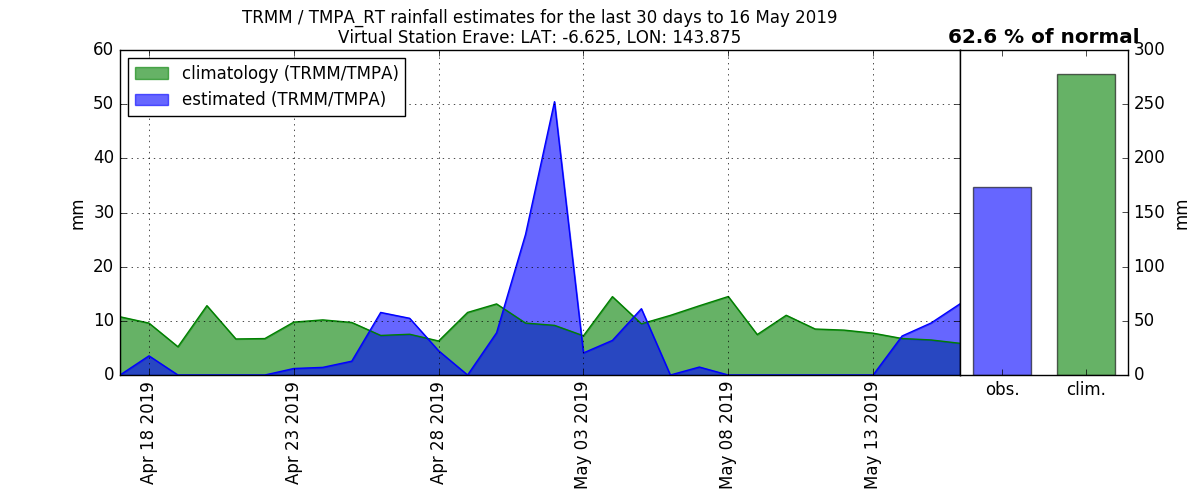 TRMM / TMPA_RT rainfall estimates for the last 30 days to 16 May 2019
Virtual Station Erave: LAT: -6.625, LON: 143.875
62.6 % of normal
climatology (TRMM/TMPA)
estimated (TRMM/TMPA)
60
50
40
30
20
10
0
mm
Apr 18 2019
Apr 23 2019
Apr 28 2019
May 03 2019
May 08 2019
May 13 2019
300
250
200
150
100
50
0
mm
obs.
clim.